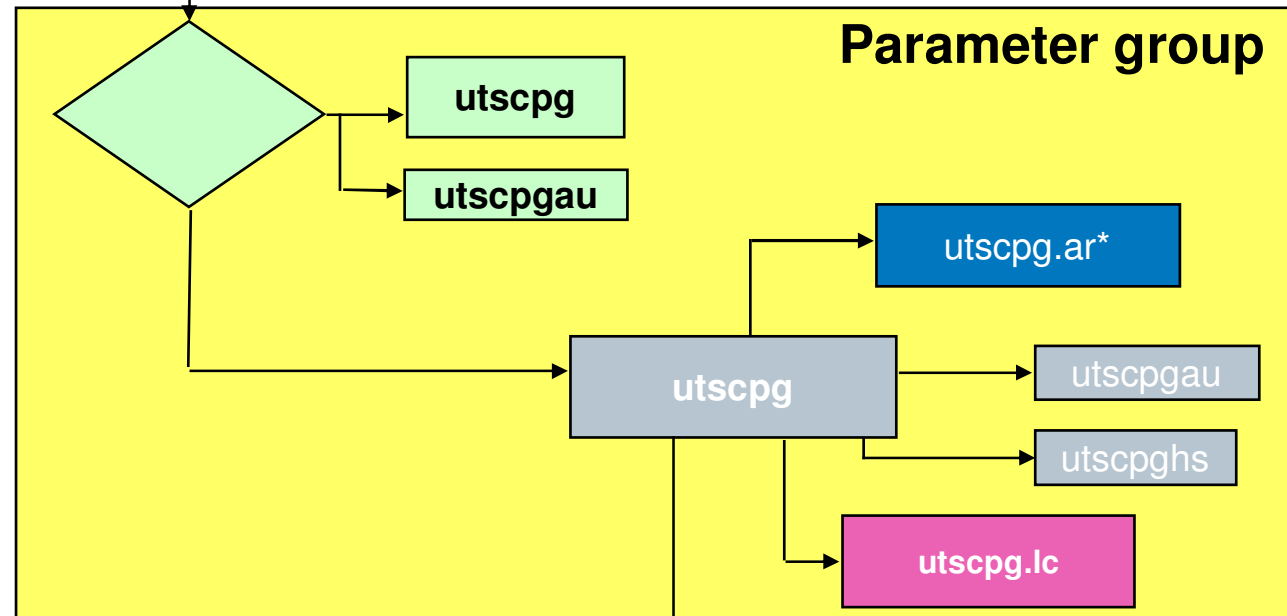 Parameter group
utscpg
utscpgau
utscpg.ar*
utscpg
utscpgau
utscpghs
utscpg.lc